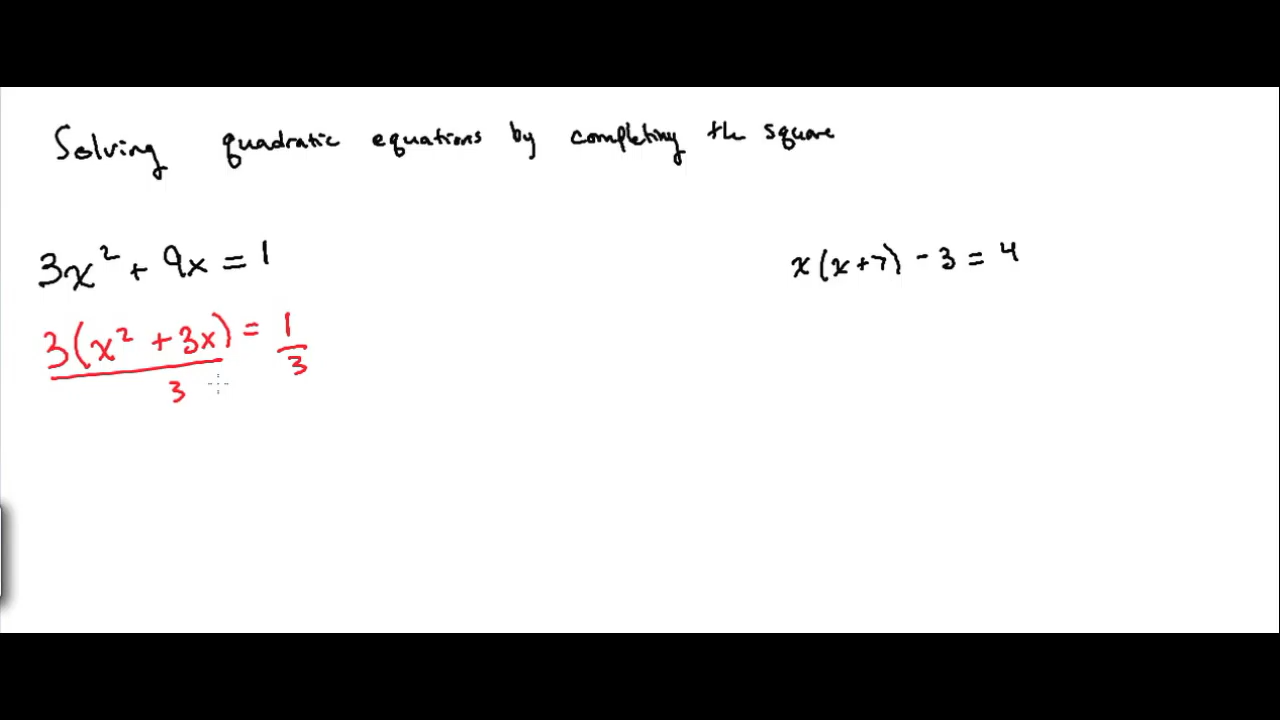 Solving quadratic equations by completing the square
3x² + 9x = 1
x(x+7) - 3 = 4
3(x² + 3x) / 3 = 1/3